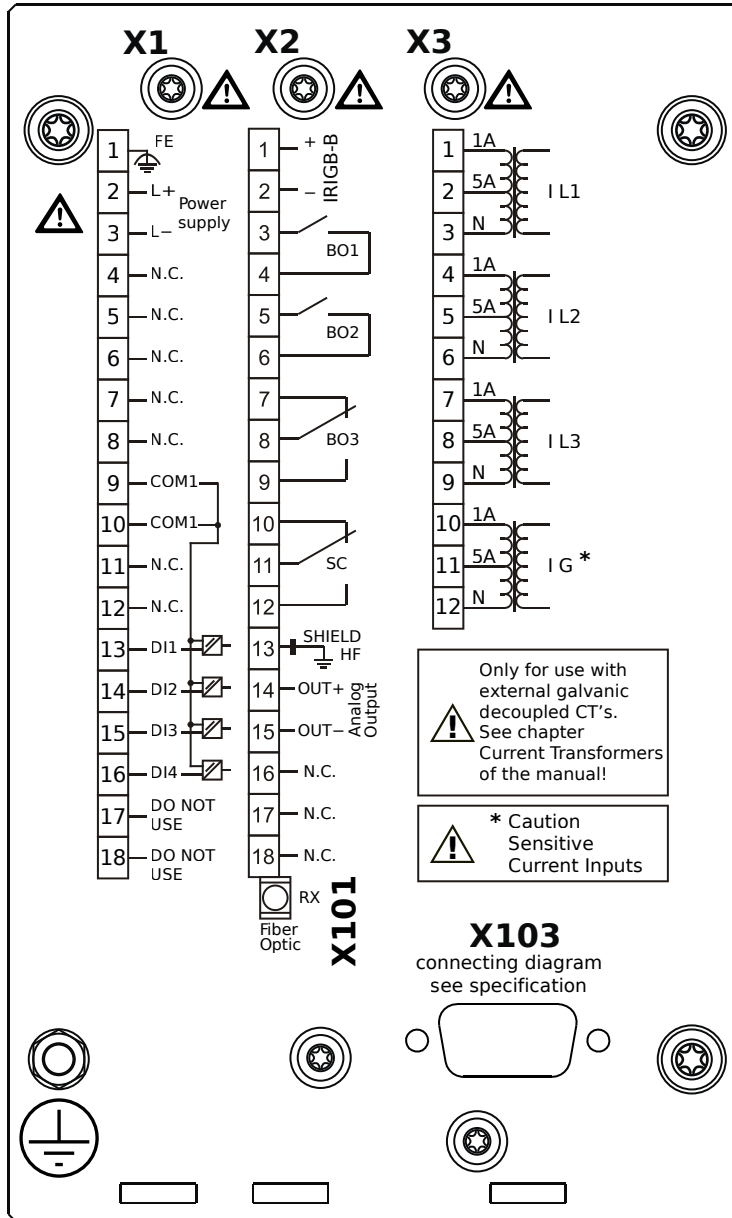 X1 X2 X3
1 FE
2 L+
3 L−
Power
supply
4 N.C.
5 N.C.
6 N.C.
7 N.C.
8 N.C.
9 COM1
10 COM1
11 N.C.
12 N.C.
13 DI1
14 DI2
15 DI3
16 DI4
17 DO NOT
USE
18 DO NOT
USE
1 +
2 −
IRIGB-B
3
4
BO1
5
6
BO2
7
8
BO3
9
10
11
SC
12
13 SHIELD
HF
14 OUT+
15 OUT−
Analog
Output
16 N.C.
17 N.C.
18 N.C.
RX
Fiber
Optic
X101
1 1A
2 5A
I L1
3 N
4 1A
5 5A
I L2
6 N
7 1A
8 5A
I L3
9 N
10 1A
11 5A
I G *
12 N
Only for use with
external galvanic
decoupled CT's.
See chapter
Current Transformers
of the manual!
* Caution
Sensitive
Current Inputs
X103
connecting diagram
see specification